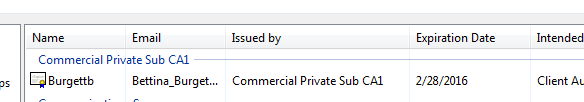 Name Email Issued by Expiration Date Intended
Commercial Private Sub CA1
ps Burgettb Bettina_Burget... Commercial Private Sub CA1 2/28/2016 Client Au